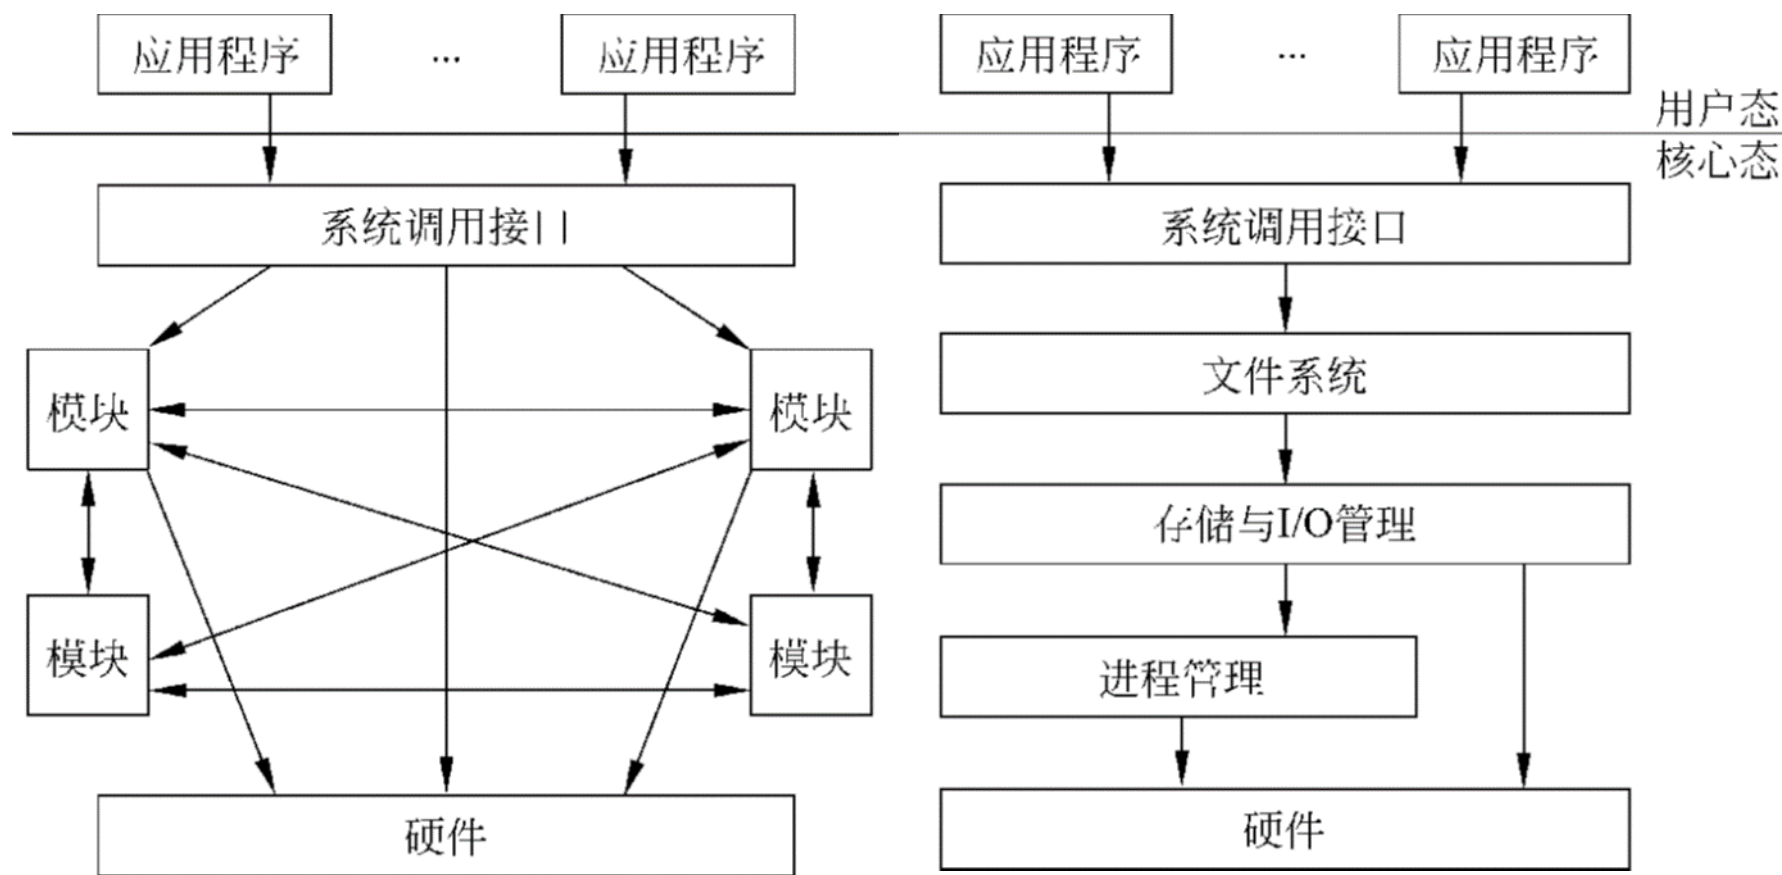 应用程序 ... 应用程序
系统调用接口
模块 模块
模块 模块
硬件
应用程序 ... 应用程序
用户态
核心态
系统调用接口
文件系统
存储与I/O管理
进程管理
硬件